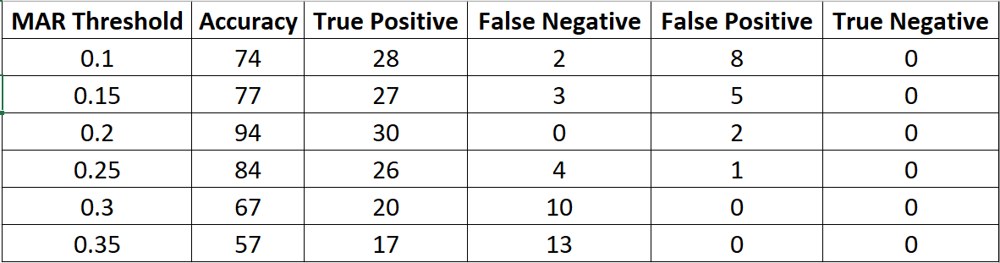 MAR Threshold Accuracy True Positive False Negative False Positive True Negative
0.1 74 28 2 8 0
0.15 77 27 3 5 0
0.2 94 30 0 2 0
0.25 84 26 4 1 0
0.3 67 20 10 0 0
0.35 57 17 13 0 0